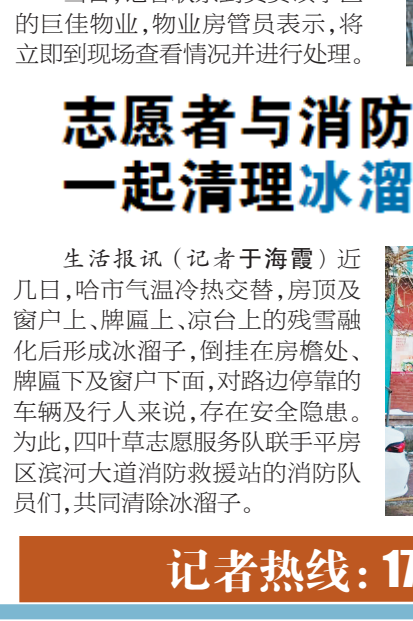 的巨佳物业,物业房管员表示,将
立即到现场查看情况并进行处理。
志愿者与消防
一起清理冰溜
生活报讯(记者于海霞)近
几日,哈市气温冷热交替,房顶及
窗户上、牌匾上、凉台上的残雪融
化后形成冰溜子,倒挂在房檐处、
牌匾下及窗户下面,对路边停靠的
车辆及行人来说,存在安全隐患。
为此,四叶草志愿服务队联手平房
区滨河大道消防救援站的消防队
员们,共同清除冰溜子。
记者热线:17